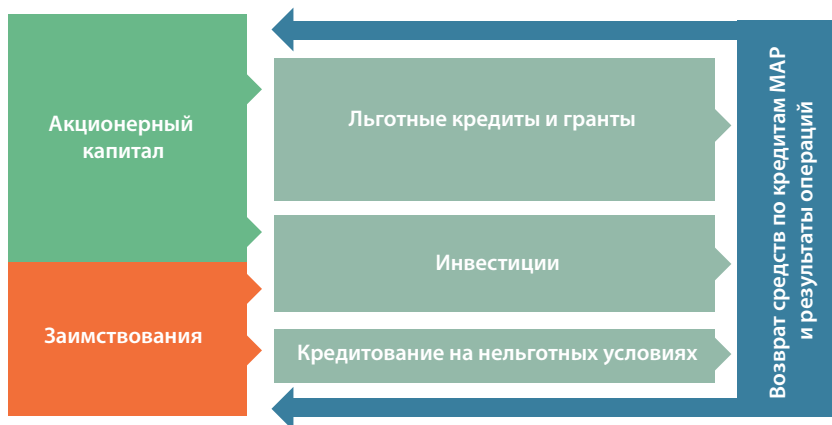 Акционерный
капитал
Заимствования
Льготные кредиты и гранты
Инвестиции
Кредитование на нельготных условиях
Возврат средств по кредитам МАР
и результаты операций